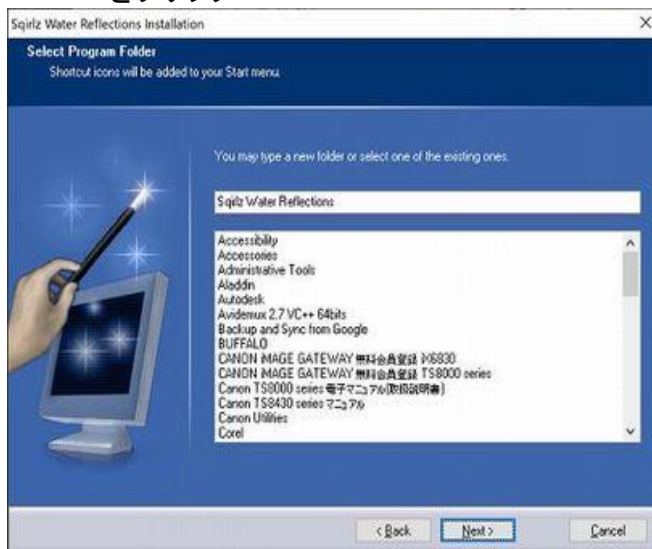 Sqirlz Water Reflections Installation
Select Program Folder
Shortcut icons will be added to your Start menu.
You may type a new folder or select one of the existing ones.
Sqirlz Water Reflections
Accessibility
Accessories
Administrative Tools
Aladdin
Autodesk
Avidemux 2.7 VC++ 64bits
Backup and Sync from Google
BUFFALO
CANON iMAGE GATEWAY 無料会員登録 iX6830
CANON iMAGE GATEWAY 無料会員登録 TS8000 series
Canon TS8000 series 電子マニュアル(取扱説明書)
Canon TS8430 series マニュアル
Canon Utilities
Corel
< Back
Next >
Cancel